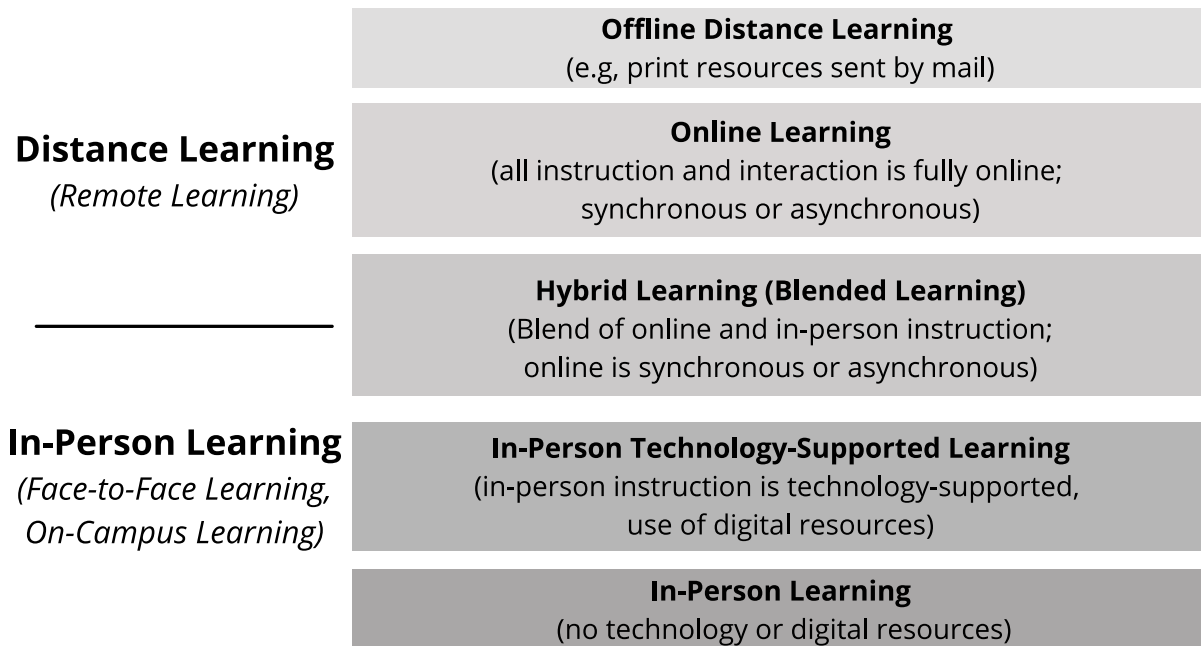 Offline Distance Learning
(e.g, print resources sent by mail)
Distance Learning
(Remote Learning)
Online Learning
(all instruction and interaction is fully online;
synchronous or asynchronous)
Hybrid Learning (Blended Learning)
(Blend of online and in-person instruction;
online is synchronous or asynchronous)
In-Person Learning
(Face-to-Face Learning,
On-Campus Learning)
In-Person Technology-Supported Learning
(in-person instruction is technology-supported,
use of digital resources)
In-Person Learning
(no technology or digital resources)